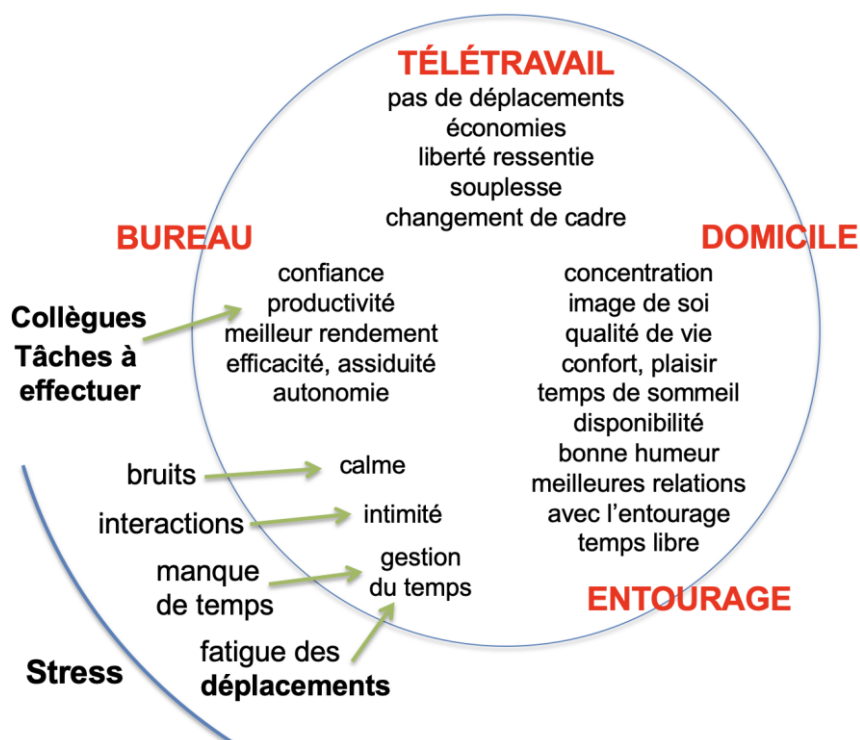 TÉLÉTRAVAIL
pas de déplacements
économies
liberté ressentie
souplesse
changement de cadre
BUREAU
DOMICILE
confiance
productivité
meilleur rendement
efficacité, assiduité
autonomie
Collègues
Tâches à
effectuer
concentration
image de soi
qualité de vie
confort, plaisir
temps de sommeil
disponibilité
bonne humeur
meilleures relations
avec l'entourage
temps libre
bruits
calme
interactions
intimité
manque
de temps
gestion
du temps
ENTOURAGE
fatigue des
déplacements
Stress